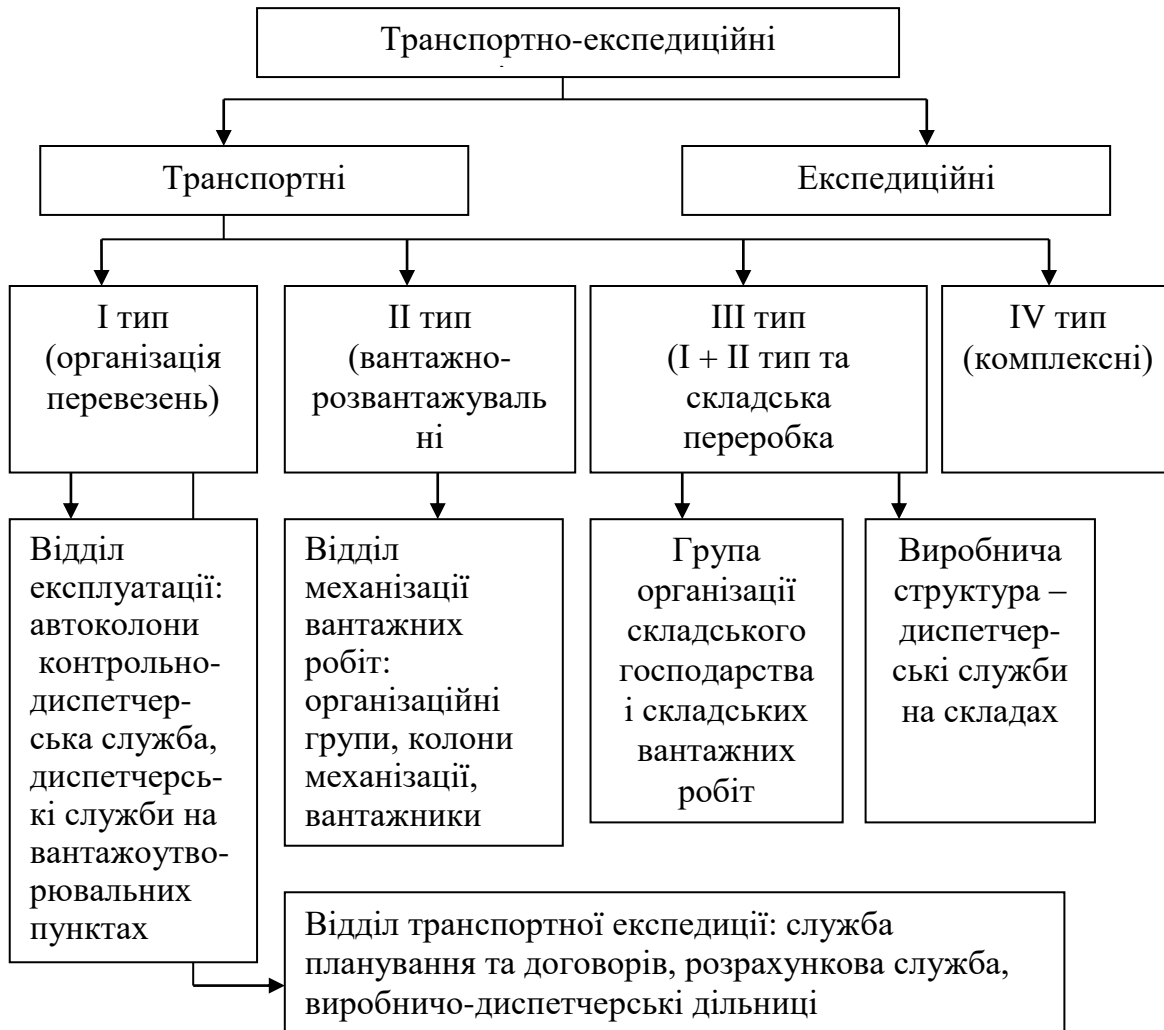 Транспортно-експедиційні
Транспортні
Експедиційні
І тип
(організація
перевезень)
ІІ тип
(вантажно-
розвантажуваль
ні
ІІІ тип
(І + ІІ тип та
складська
переробка
IV тип
(комплексні)
Відділ
експлуатації:
автоколони
контрольно-
диспетчер-
ська служба,
диспетчерсь-
кі служби на
вантажоутво-
рювальних
пунктах
Відділ
механізації
вантажних
робіт:
організаційні
групи, колони
механізації,
вантажники
Група
організації
складського
господарства
і складських
вантажних
робіт
Виробнича
структура –
диспетчер-
ські служби
на складах
Відділ транспортної експедиції: служба
планування та договорів, розрахункова служба,
виробничо-диспетчерські дільниці